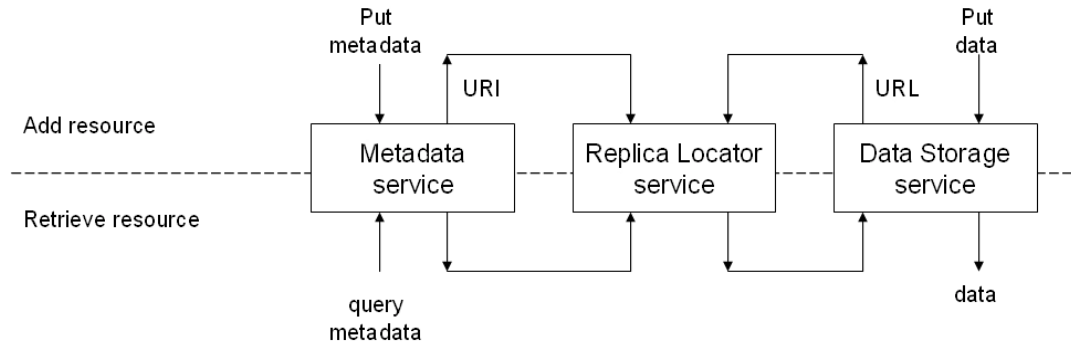 Put
metadata
Put
data
URI
URL
Add resource
Metadata
service
Replica Locator
service
Data Storage
service
Retrieve resource
query
metadata
data